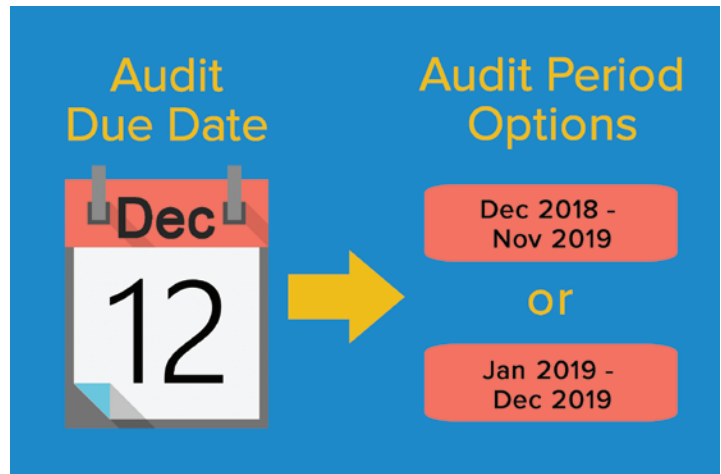 Audit
Due Date
Dec
12
Audit Period
Options
Dec 2018 -
Nov 2019
or
Jan 2019 -
Dec 2019